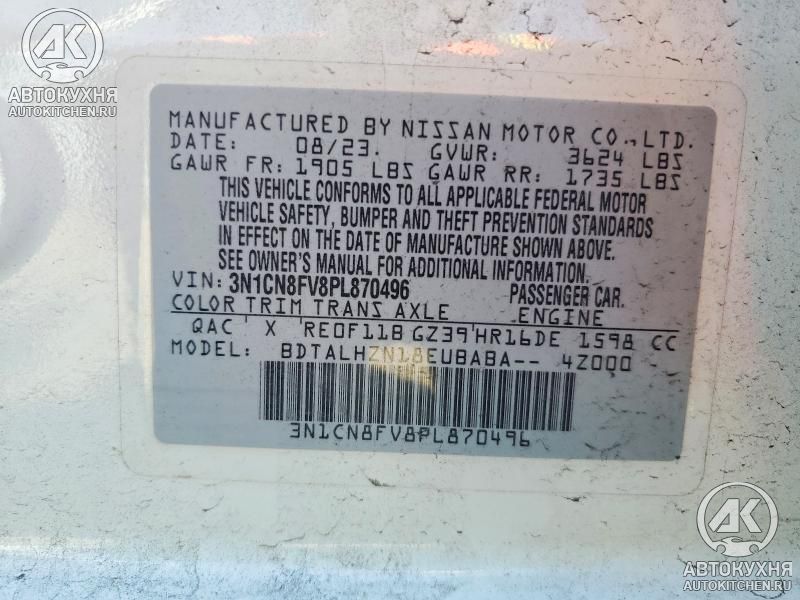 АК
АВТОКУХНЯ
AUTOKITCHEN.RU
MANUFACTURED BY NISSAN MOTOR CO., LTD.
DATE: 08/23. GVWR: 3624 LBS
GAWR FR: 1905 LBS GAWR RR: 1735 LBS
THIS VEHICLE CONFORMS TO ALL APPLICABLE FEDERAL MOTOR
VEHICLE SAFETY, BUMPER AND THEFT PREVENTION STANDARDS
IN EFFECT ON THE DATE OF MANUFACTURE SHOWN ABOVE.
SEE OWNER'S MANUAL FOR ADDITIONAL INFORMATION.
VIN: 3N1CN8FV8PL870496 PASSENGER CAR.
COLOR TRIM TRANS AXLE ENGINE
QAC X RE0F11B GZ39 HR16DE 1598 CC
MODEL: BDTALHZN18EUBABA-- 4Z000
3N1CN8FV8PL870496
АК
АВТОКУХНЯ
AUTOKITCHEN.RU